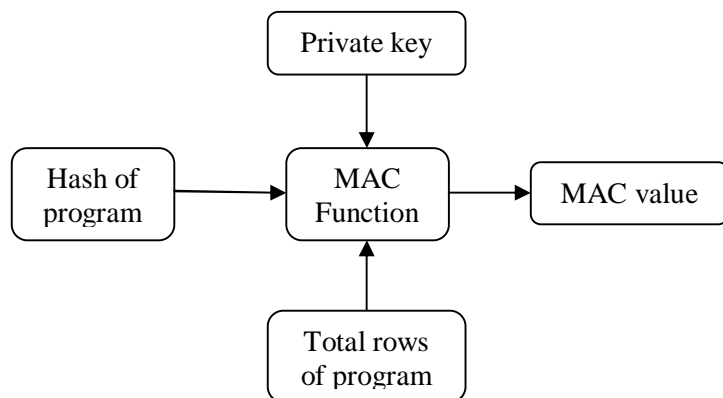 Private key
Hash of
program
MAC
Function
MAC value
Total rows
of program